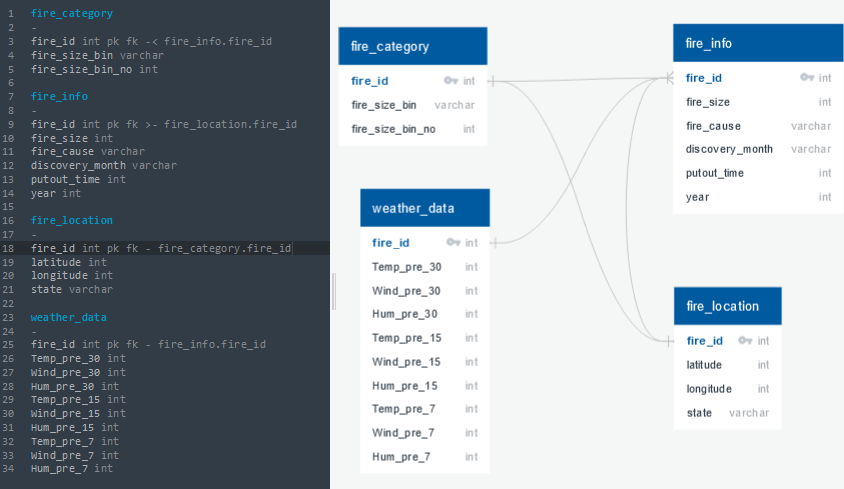 1 fire_category
2 -
3 fire_id int pk fk -< fire_info.fire_id
4 fire_size_bin varchar
5 fire_size_bin_no int
6
7 fire_info
8 -
9 fire_id int pk fk >- fire_location.fire_id
10 fire_size int
11 fire_cause varchar
12 discovery_month varchar
13 putout_time int
14 year int
15
16 fire_location
17 -
18 fire_id int pk fk - fire_category.fire_id
19 latitude int
20 longitude int
21 state varchar
22
23 weather_data
24 -
25 fire_id int pk fk - fire_info.fire_id
26 Temp_pre_30 int
27 Wind_pre_30 int
28 Hum_pre_30 int
29 Temp_pre_15 int
30 Wind_pre_15 int
31 Hum_pre_15 int
32 Temp_pre_7 int
33 Wind_pre_7 int
34 Hum_pre_7 int
fire_category
fire_id int
fire_size_bin varchar
fire_size_bin_no int
weather_data
fire_id int
Temp_pre_30 int
Wind_pre_30 int
Hum_pre_30 int
Temp_pre_15 int
Wind_pre_15 int
Hum_pre_15 int
Temp_pre_7 int
Wind_pre_7 int
Hum_pre_7 int
fire_info
fire_id int
fire_size int
fire_cause varchar
discovery_month varchar
putout_time int
year int
fire_location
fire_id int
latitude int
longitude int
state varchar